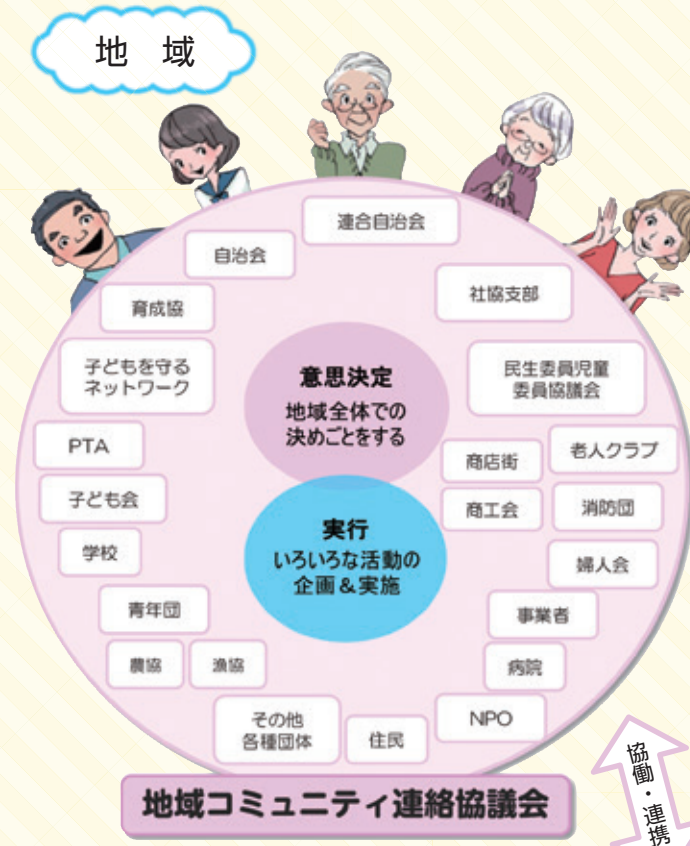 地 域
連合自治会
自治会
社協支部
育成協
子どもを守る
ネットワーク
意思決定
地域全体での
決めごとをする
民生委員児童
委員協議会
PTA
商店街
老人クラブ
子ども会
商工会
消防団
学校
実行
いろいろな活動の
企画&実施
婦人会
青年団
事業者
農協
漁協
病院
その他
各種団体
住民
NPO
地域コミュニティ連絡協議会
協働・連携